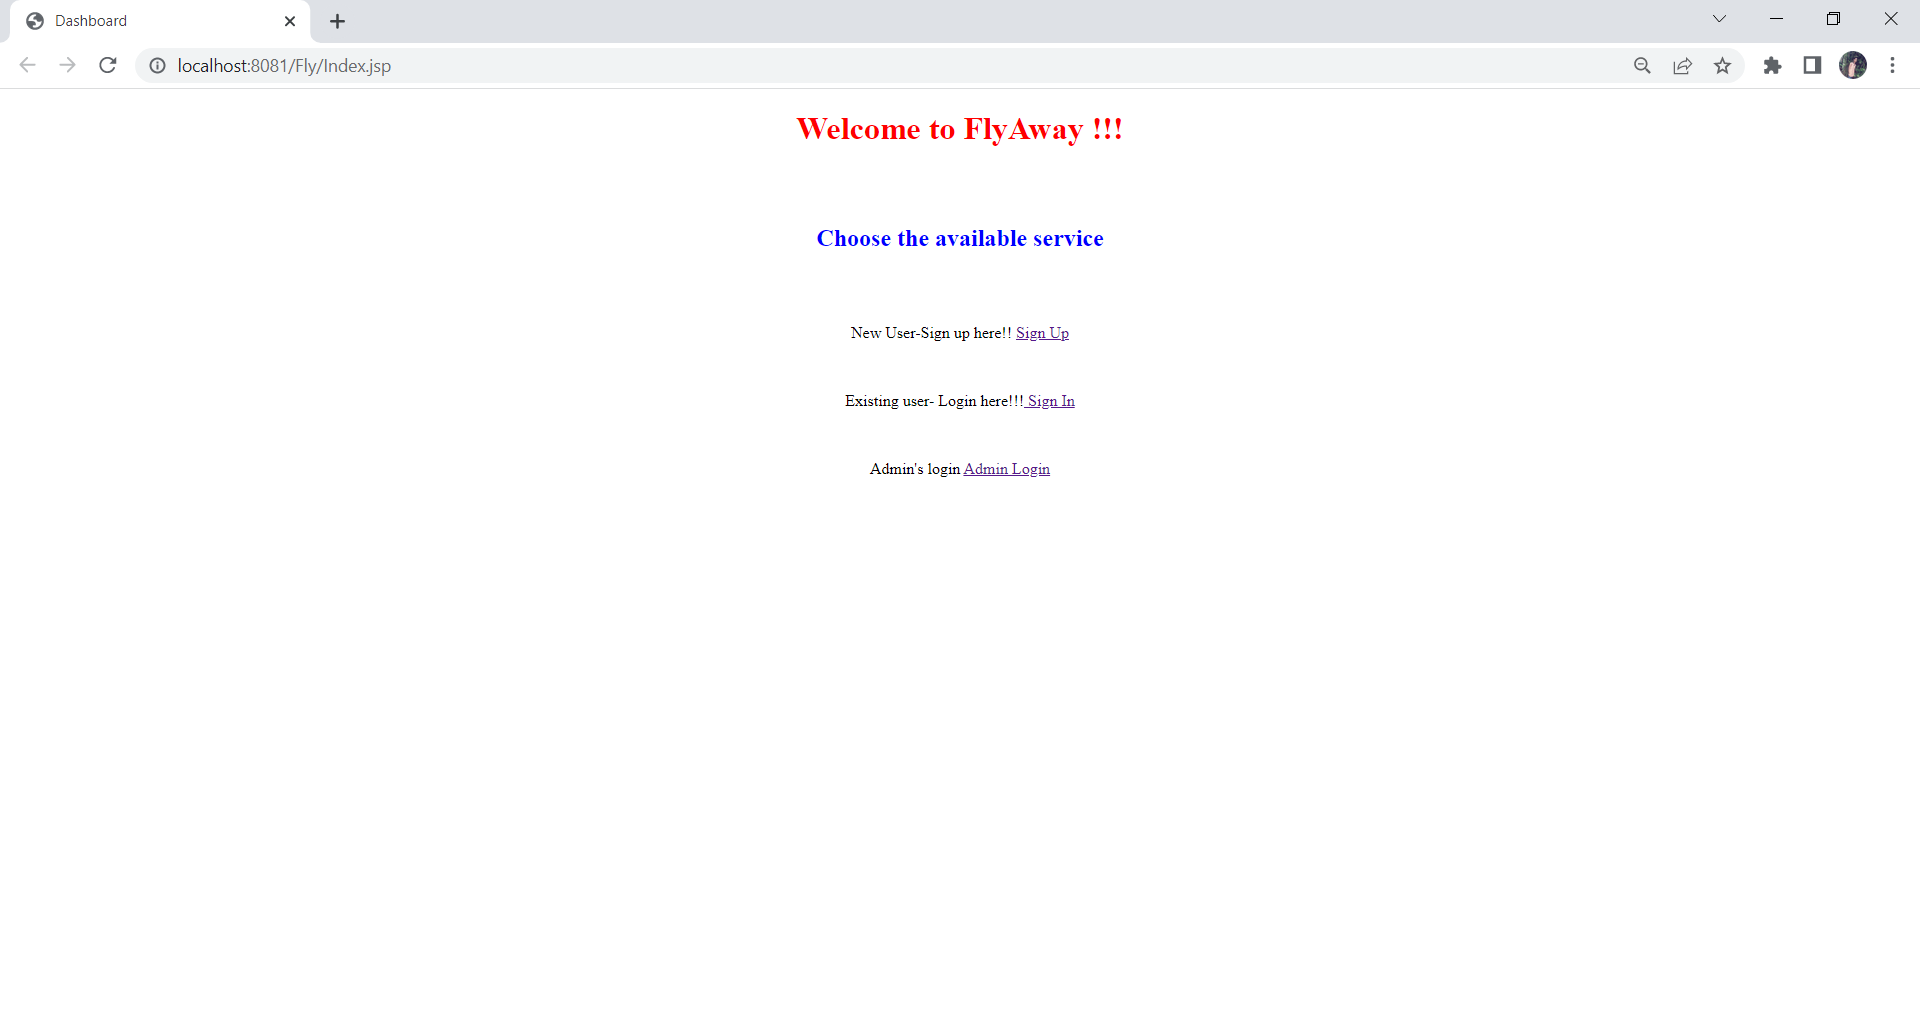 Dashboard
localhost:8081/Fly/Index.jsp
Welcome to FlyAway !!!
Choose the available service
New User-Sign up here!! Sign Up
Existing user- Login here!!! Sign In
Admin's login Admin Login